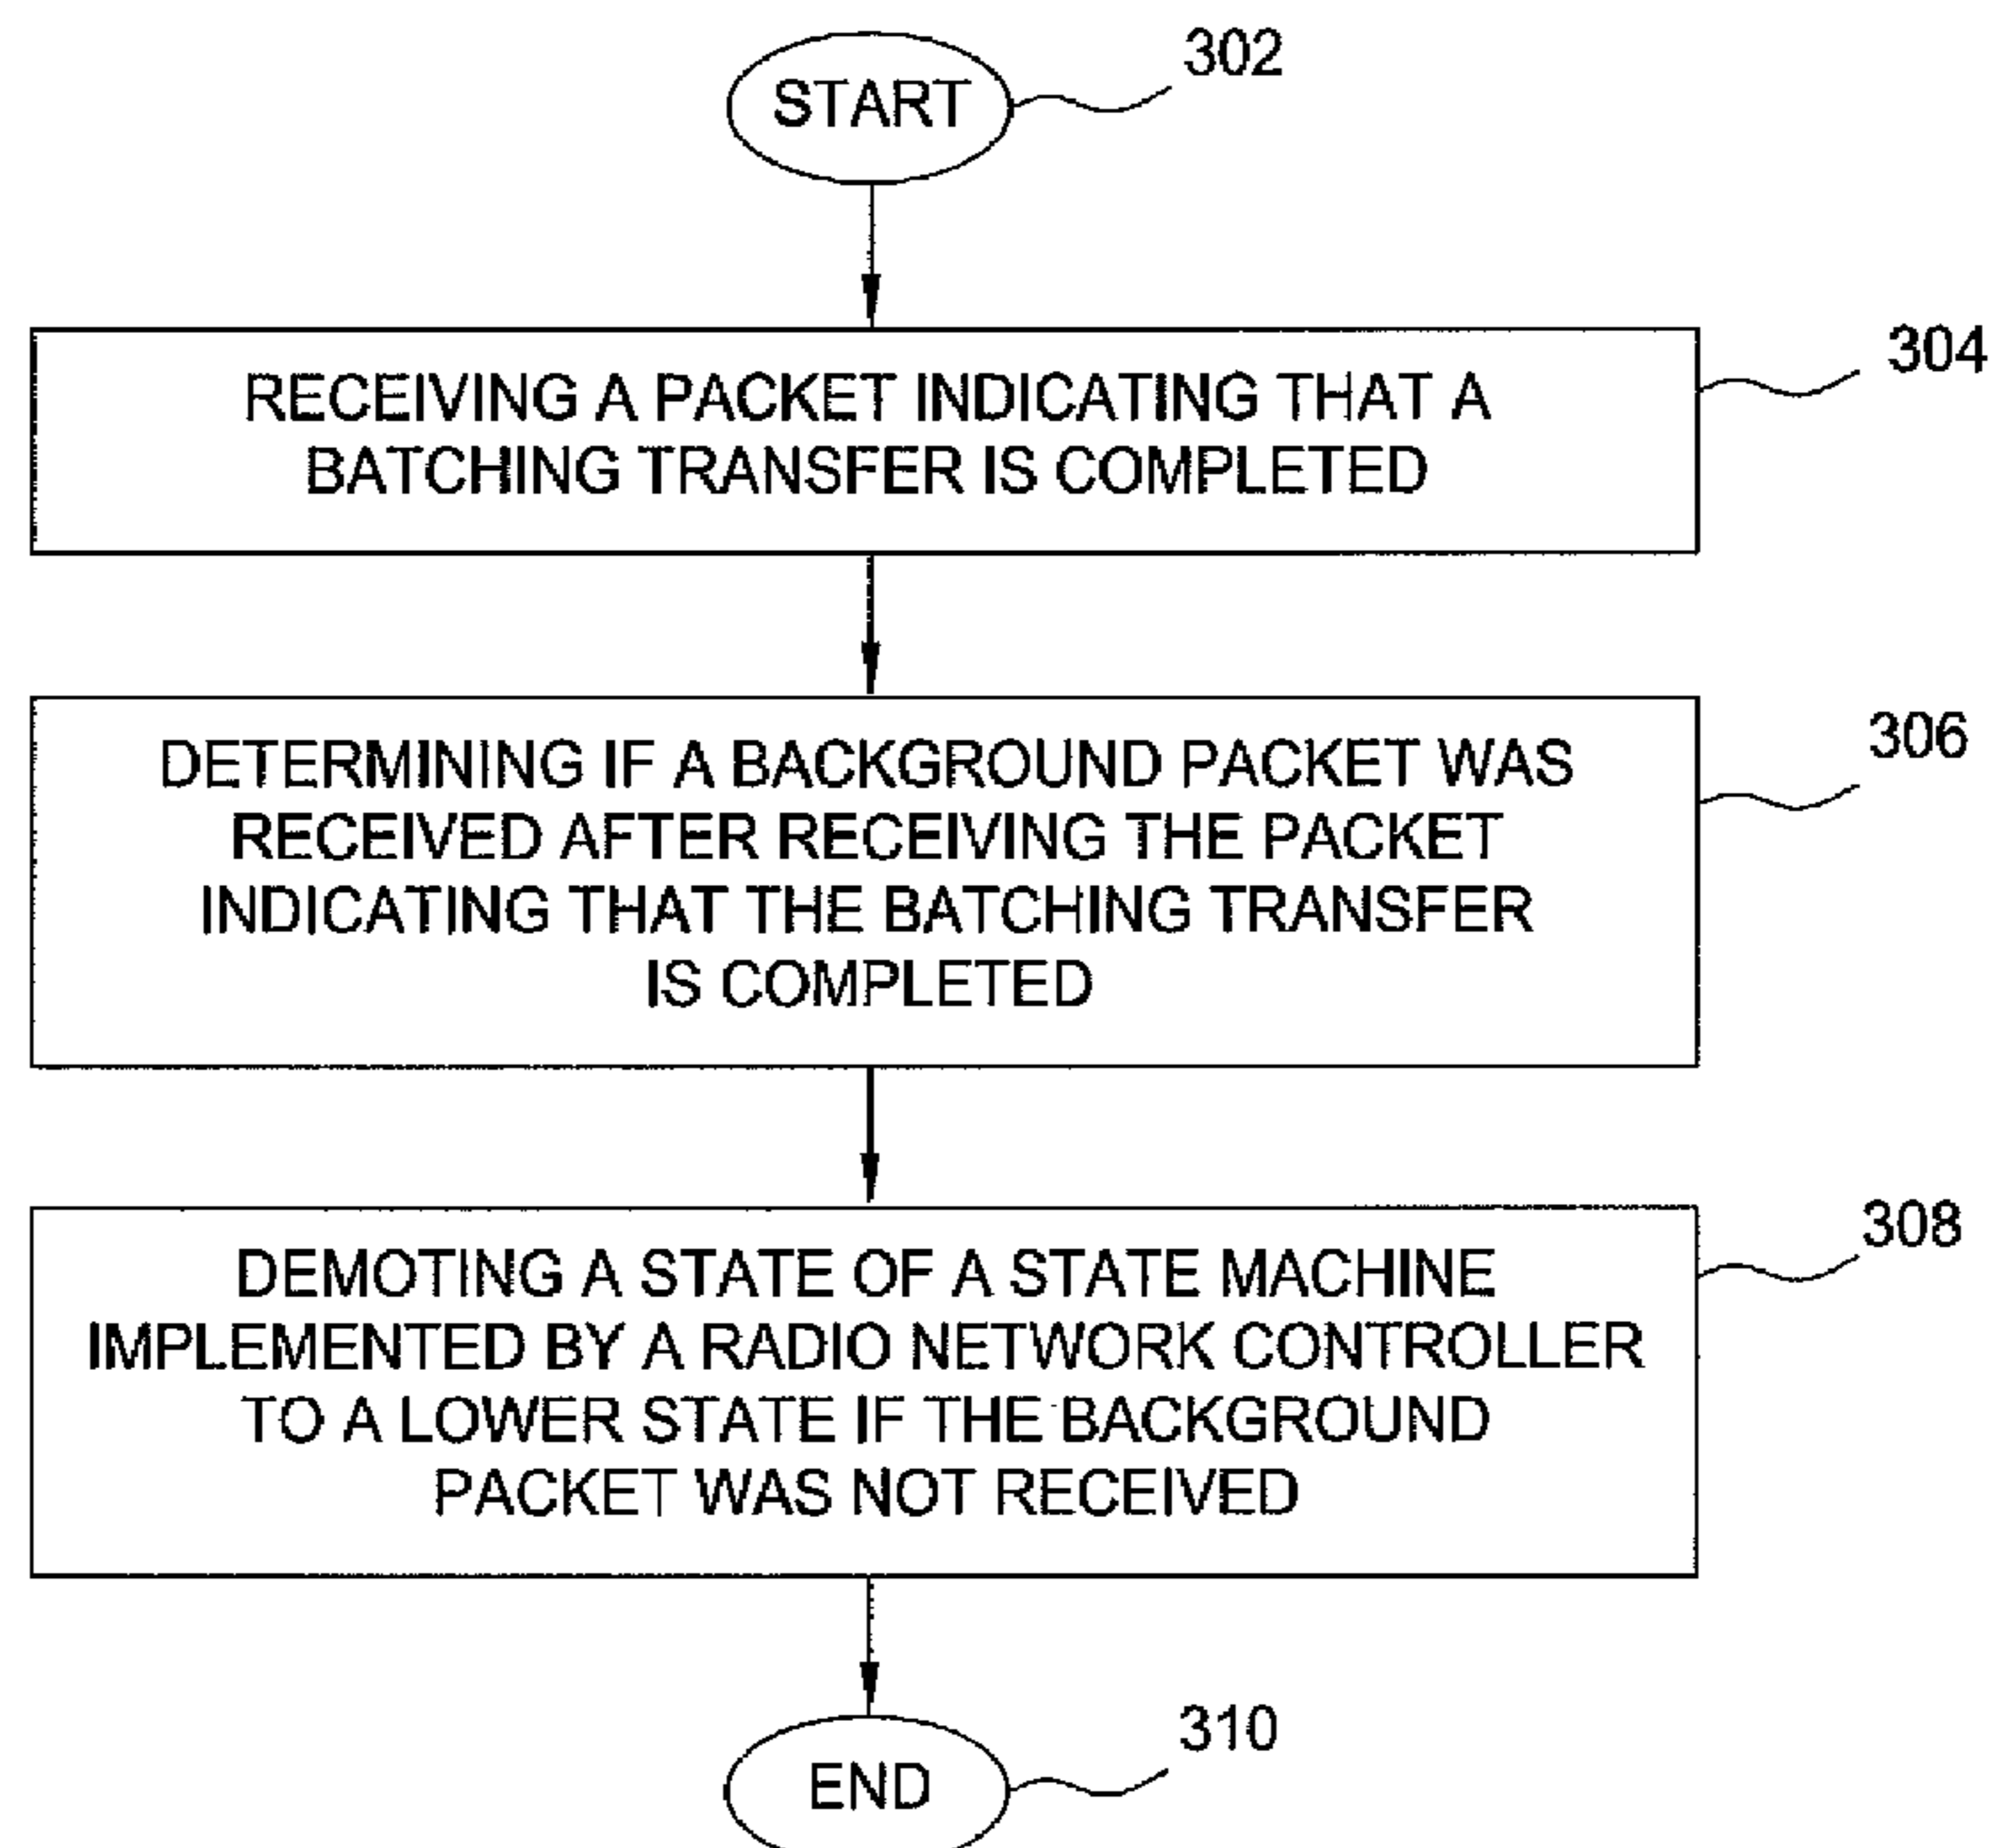 START
302
RECEIVING A PACKET INDICATING THAT A
BATCHING TRANSFER IS COMPLETED
304
DETERMINING IF A BACKGROUND PACKET WAS
RECEIVED AFTER RECEIVING THE PACKET
INDICATING THAT THE BATCHING TRANSFER
IS COMPLETED
306
DEMOTING A STATE OF A STATE MACHINE
IMPLEMENTED BY A RADIO NETWORK CONTROLLER
TO A LOWER STATE IF THE BACKGROUND
PACKET WAS NOT RECEIVED
308
END
310